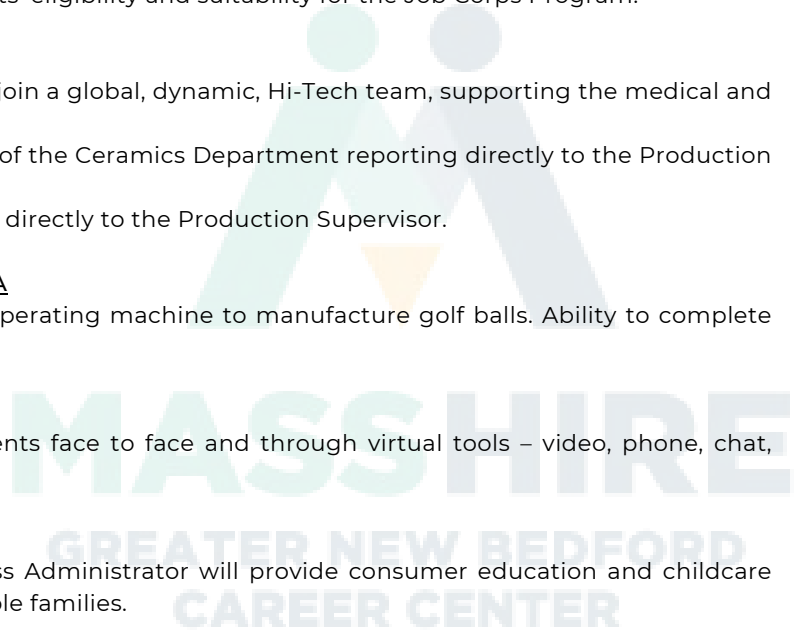 eligibility and suitability for the Job Corps Program.
join a global, dynamic, Hi-Tech team, supporting the medical and
of the Ceramics Department reporting directly to the Production
directly to the Production Supervisor.
A
perating machine to manufacture golf balls. Ability to complete
MASSHIRE
ents face to face and through virtual tools – video, phone, chat,
GREATER NEW BEDFORD
ss Administrator will provide consumer education and childcare
CAREER CENTER
ble families.